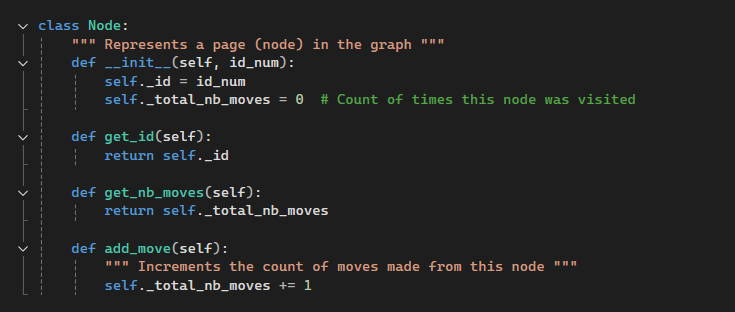 class Node:
    """ Represents a page (node) in the graph """
    def __init__(self, id_num):
        self._id = id_num
        self._total_nb_moves = 0  # Count of times this node was visited

    def get_id(self):
        return self._id

    def get_nb_moves(self):
        return self._total_nb_moves

    def add_move(self):
        """ Increments the count of moves made from this node """
        self._total_nb_moves += 1